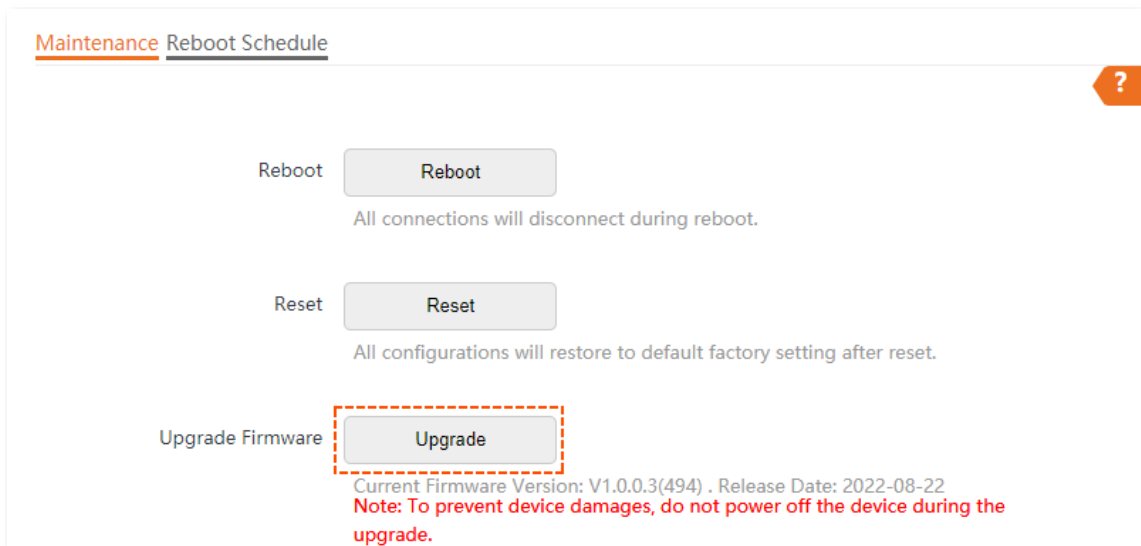 Maintenance Reboot Schedule
?
Reboot Reboot
All connections will disconnect during reboot.
Reset Reset
All configurations will restore to default factory setting after reset.
Upgrade Firmware Upgrade
Current Firmware Version: V1.0.0.3(494) . Release Date: 2022-08-22
Note: To prevent device damages, do not power off the device during the
upgrade.